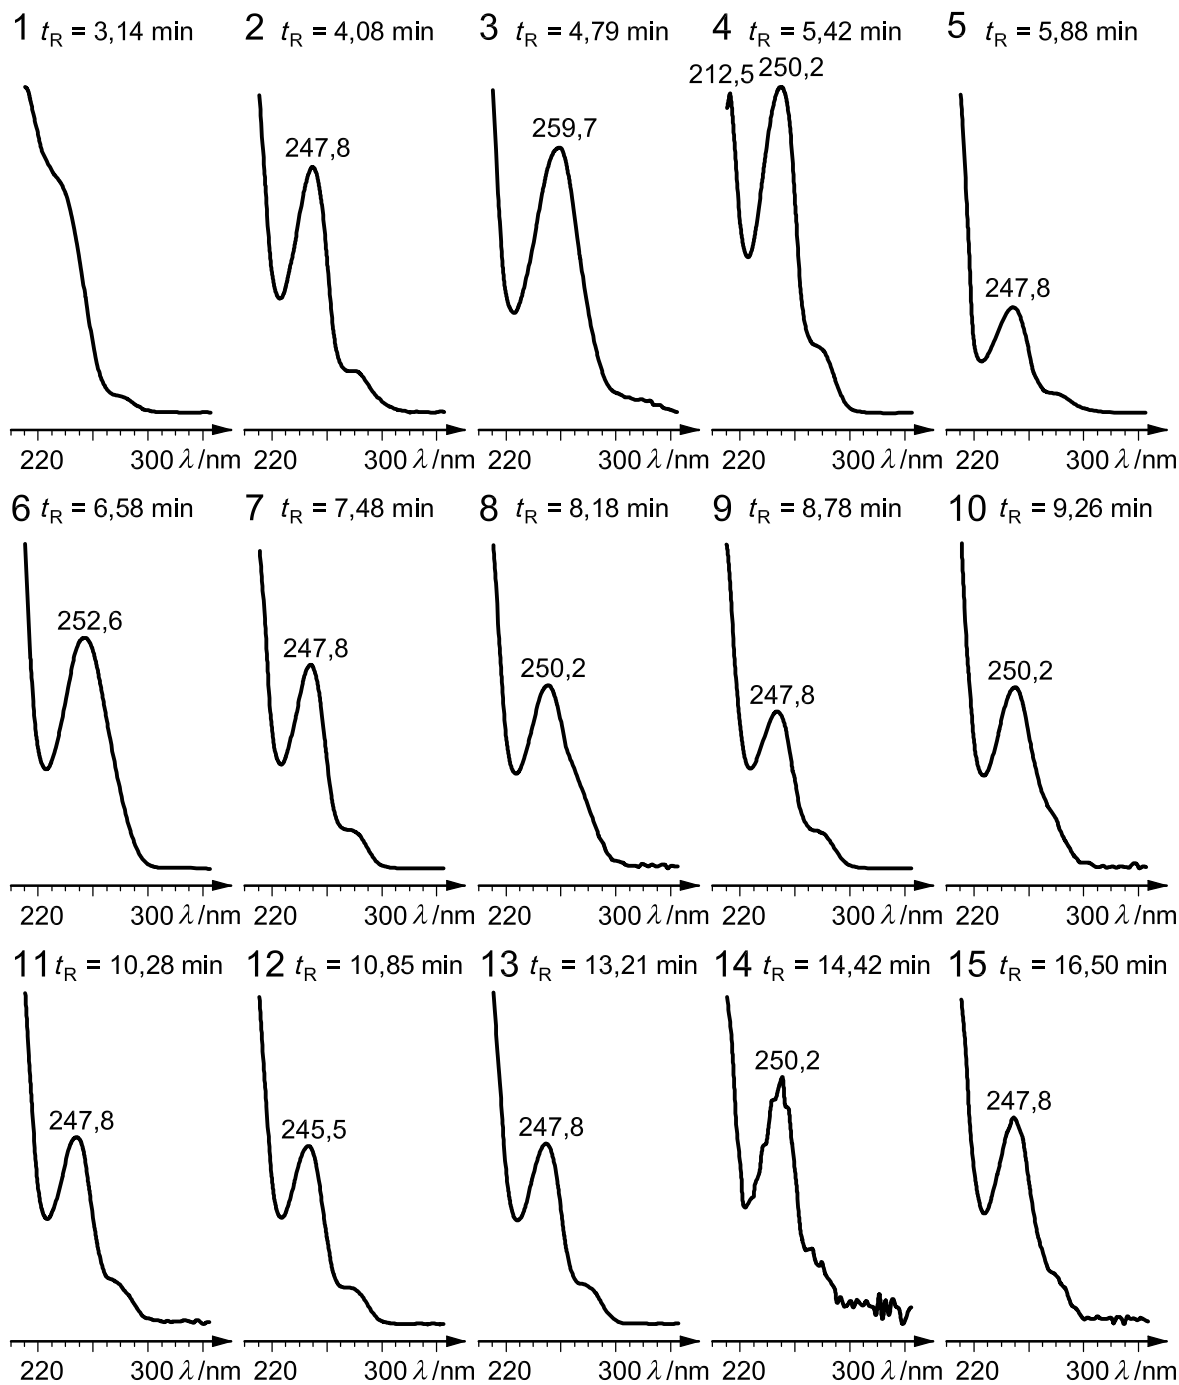 1 tR = 3,14 min 2 tR = 4,08 min 3 tR = 4,79 min 4 tR = 5,42 min 5 tR = 5,88 min
247,8 259,7 212,5 250,2 247,8
220 300 λ/nm 220 300 λ/nm 220 300 λ/nm 220 300 λ/nm 220 300 λ/nm
6 tR = 6,58 min 7 tR = 7,48 min 8 tR = 8,18 min 9 tR = 8,78 min 10 tR = 9,26 min
252,6 247,8 250,2 247,8 250,2
220 300 λ/nm 220 300 λ/nm 220 300 λ/nm 220 300 λ/nm 220 300 λ/nm
11 tR = 10,28 min 12 tR = 10,85 min 13 tR = 13,21 min 14 tR = 14,42 min 15 tR = 16,50 min
247,8 245,5 247,8 250,2 247,8
220 300 λ/nm 220 300 λ/nm 220 300 λ/nm 220 300 λ/nm 220 300 λ/nm